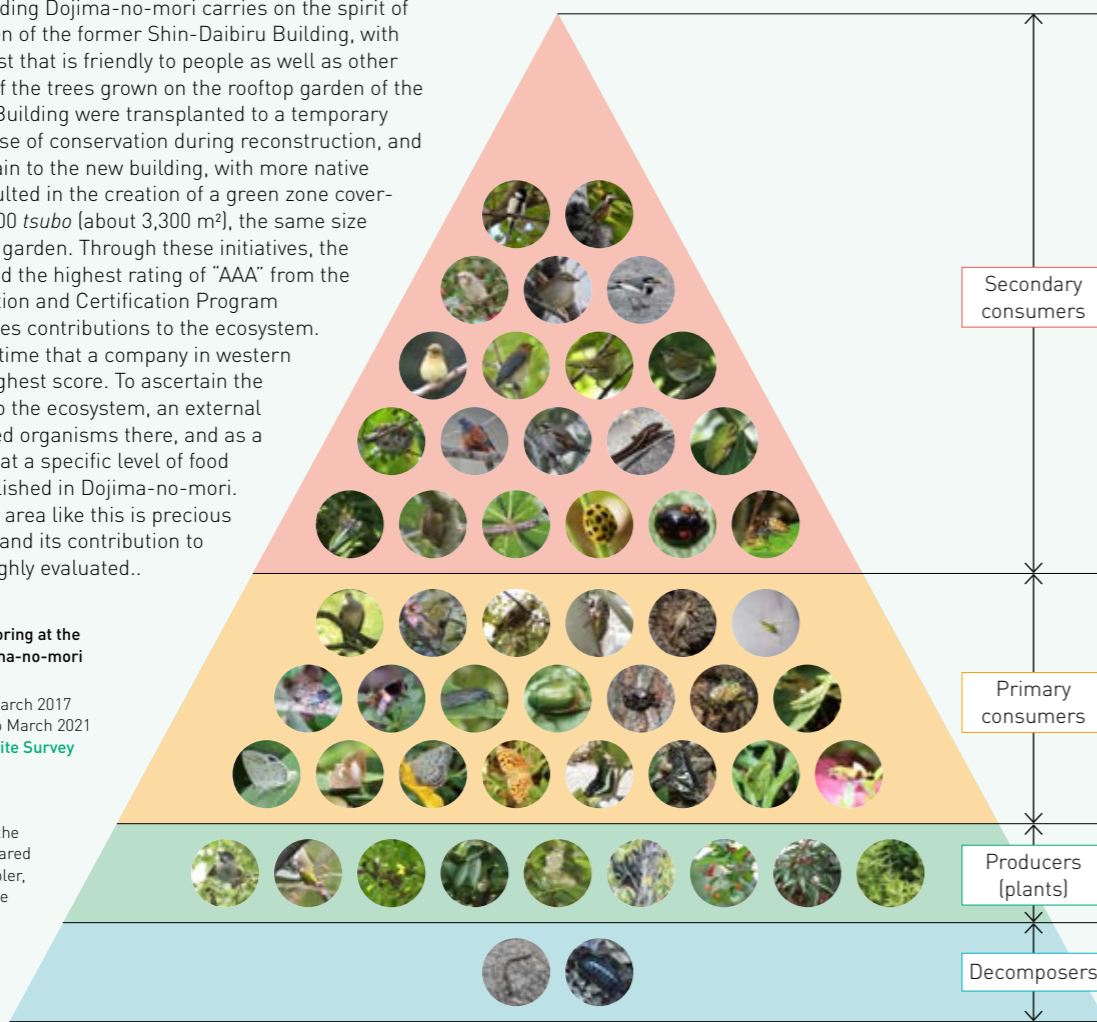 ding Dojima-no-mori carries on the spirit of
en of the former Shin-Daibiru Building, with
st that is friendly to people as well as other
f the trees grown on the rooftop garden of the
Building were transplanted to a temporary
se of conservation during reconstruction, and
ain to the new building, with more native
ulted in the creation of a green zone cover-
00 tsubo (about 3,300 m²), the same size
garden. Through these initiatives, the
d the highest rating of “AAA” from the
tion and Certification Program
es contributions to the ecosystem.
time that a company in western
ghest score. To ascertain the
o the ecosystem, an external
ed organisms there, and as a
at a specific level of food
lished in Dojima-no-mori.
area like this is precious
and its contribution to
ghly evaluated..
oring at the
ma-no-mori
arch 2017
o March 2021
ite Survey
the
ared
oler,
e
Secondary
consumers
Primary
consumers
Producers
(plants)
Decomposers